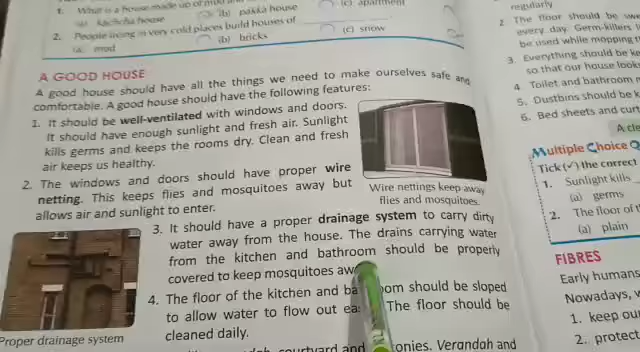 1. What is a house made up of mud and
(a) kachcha house (b) pakka house (c) apartment
2. People living in very cold places build houses of
(a) mud (b) bricks (c) snow
A GOOD HOUSE
A good house should have all the things we need to make ourselves safe and
comfortable. A good house should have the following features:
1. It should be well-ventilated with windows and doors.
It should have enough sunlight and fresh air. Sunlight
kills germs and keeps the rooms dry. Clean and fresh
air keeps us healthy.
2. The windows and doors should have proper wire
netting. This keeps flies and mosquitoes away but
allows air and sunlight to enter.
Wire nettings keep away
flies and mosquitoes.
3. It should have a proper drainage system to carry dirty
water away from the house. The drains carrying water
from the kitchen and bathroom should be properly
covered to keep mosquitoes aw
4. The floor of the kitchen and ba oom should be sloped
to allow water to flow out ea The floor should be
cleaned daily.
Proper drainage system
courtyard and onies. Verandah and
regularly
2. The floor should be
every day. Germ-killers
be used while mopping
3. Everything should be
so that our house look
4. Toilet and bathroom
5. Dustbins should be
6. Bed sheets and
A cle
Multiple Choice Q
Tick (✓) the correct
1. Sunlight kills
(a) germs
2. The floor of
(a) plain
FIBRES
Early humans
Nowadays,
1. keep ou
2. protect